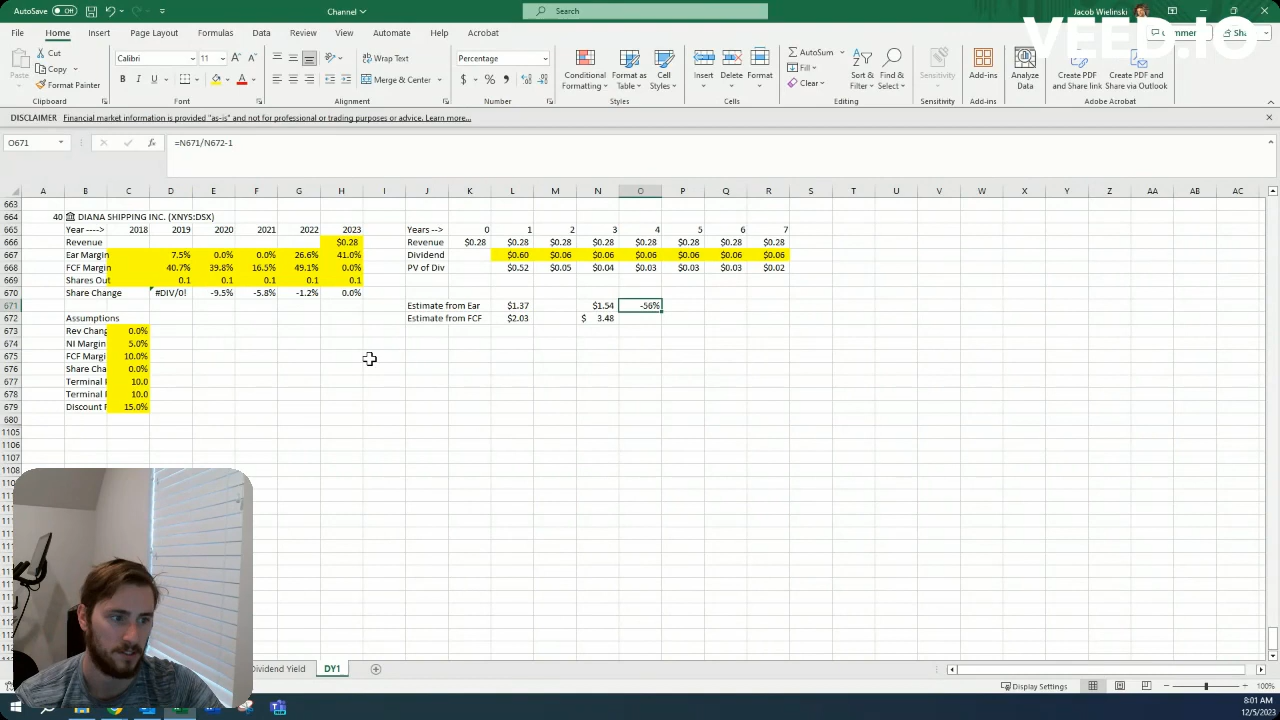 AutoSave Off
Channel
Search
Jacob Wielinski
VEED.IO
File Home Insert Page Layout Formulas Data Review View Automate Help Acrobat
Share
Paste
Cut
Copy
Format Painter
Clipboard
Calibri 11
B I U
Font
Wrap Text
Merge & Center
Alignment
Percentage
$ % 9
Number
Conditional Formatting
Format as Table
Cell Styles
Styles
Insert Delete Format
Cells
AutoSum
Fill
Clear
Sort & Filter
Find & Select
Editing
Sensitivity
Sensitivity
Add-ins
Add-ins
Analyze Data
Create PDF and Share link
Create PDF and Share via Outlook
Adobe Acrobat
DISCLAIMER Financial market information is provided "as-is" and not for professional or trading purposes or advice. Learn more...
O671 fx =N671/N672-1
A B C D E F G H I J K L M N O P Q R S T U V W X Y Z AA AB AC
663
664 40 DIANA SHIPPING INC. (XNYS:DSX)
665 Year ----> 2018 2019 2020 2021 2022 2023 Years --> 0 1 2 3 4 5 6 7
666 Revenue $0.28 Revenue $0.28 $0.28 $0.28 $0.28 $0.28 $0.28 $0.28 $0.28
667 Ear Margin 7.5% 0.0% 0.0% 26.6% 41.0% Dividend $0.60 $0.06 $0.06 $0.06 $0.06 $0.06 $0.06
668 FCF Margin 40.7% 39.8% 16.5% 49.1% 0.0% PV of Div $0.52 $0.05 $0.04 $0.03 $0.03 $0.03 $0.02
669 Shares Out 0.1 0.1 0.1 0.1 0.1
670 Share Change #DIV/0! -9.5% -5.8% -1.2% 0.0%
671 Estimate from Ear $1.37 $1.54 -56%
672 Assumptions Estimate from FCF $2.03 $ 3.48
673 Rev Chang 0.0%
674 NI Margin 5.0%
675 FCF Margi 10.0%
676 Share Cha 0.0%
677 Terminal 10.0
678 Terminal 10.0
679 Discount 15.0%
680
1105
1106
1107
1108
Dividend Yield DY1
Display Settings
100%
8:01 AM
12/5/2023